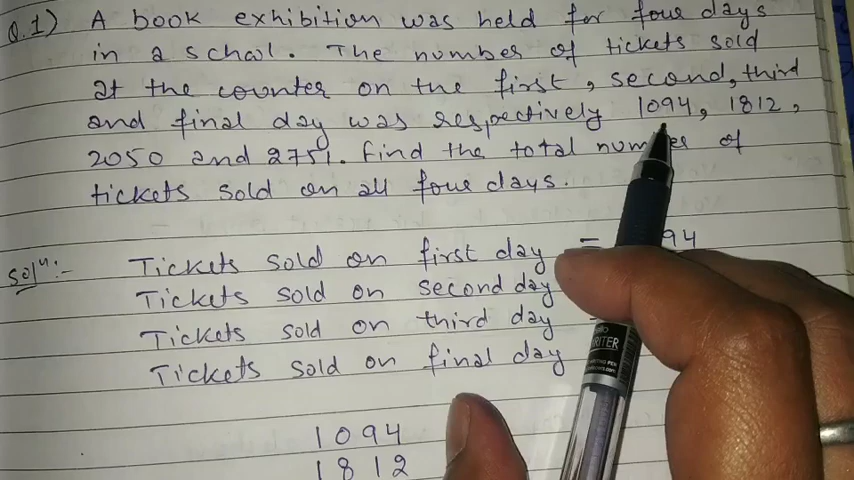 Q.1) A book exhibition was held for four days
in a school. The number of tickets sold
at the counter on the first, second, third
and final day was respectively 1094, 1812,
2050 and 2751. Find the total of
tickets sold on all four days.
Solⁿ:- Tickets sold on first day = 94
Tickets sold on second day
Tickets sold on third day
Tickets sold on final day
1094
1812